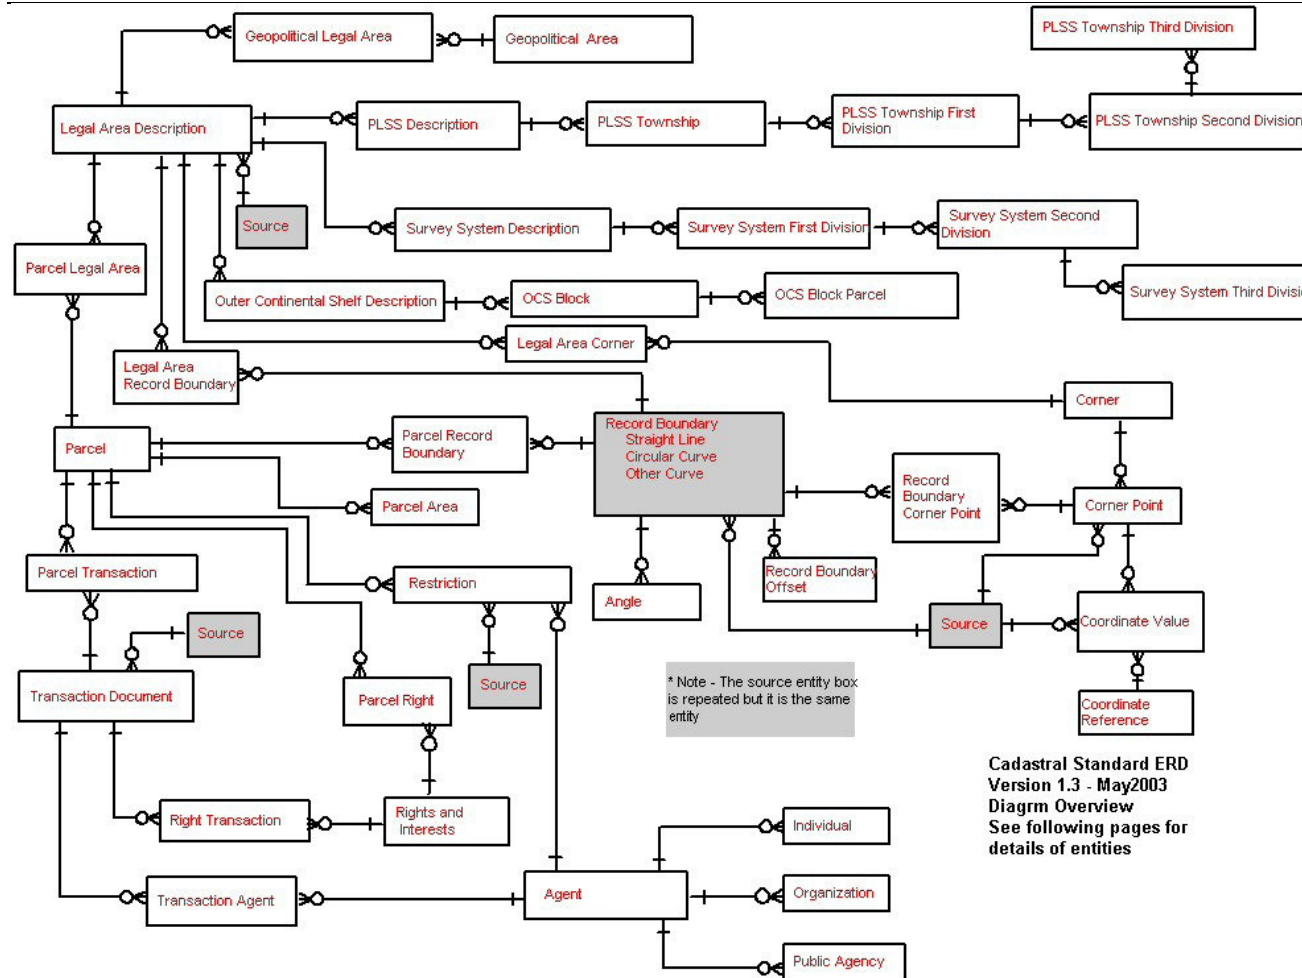 Geopolitical Legal Area
Geopolitical Area
PLSS Township Third Division
Legal Area Description
PLSS Description
PLSS Township
PLSS Township First
Division
PLSS Township Second Division
Source
Survey System Description
Survey System First Division
Survey System Second
Division
Parcel Legal Area
Outer Continental Shelf Description
OCS Block
OCS Block Parcel
Survey System Third Divisio
Legal Area Corner
Legal Area
Record Boundary
Corner
Parcel
Parcel Record
Boundary
Record Boundary
Straight Line
Circular Curve
Other Curve
Record
Boundary
Corner Point
Corner Point
Parcel Area
Parcel Transaction
Restriction
Angle
Record Boundary
Offset
Source
Source
Coordinate Value
Transaction Document
Parcel Right
Source
* Note - The source entity box
is repeated but it is the same
entity
Coordinate
Reference
Cadastral Standard ERD
Version 1.3 - May2003
Diagrm Overview
See following pages for
details of entities
Right Transaction
Rights and
Interests
Individual
Transaction Agent
Agent
Organization
Public Agency